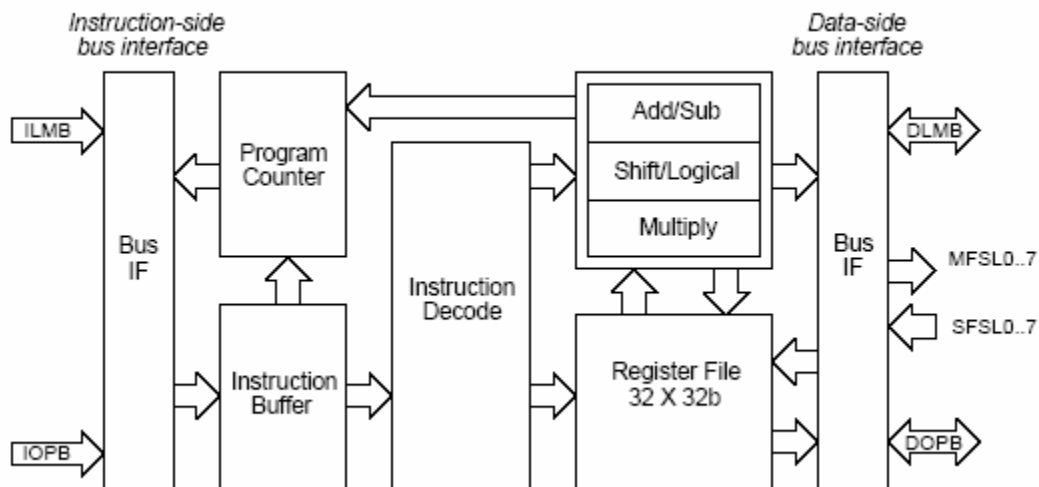 Instruction-side
bus interface
Data-side
bus interface
ILMB
IOPB
Bus
IF
Program
Counter
Instruction
Buffer
Instruction
Decode
Add/Sub
Shift/Logical
Multiply
Register File
32 X 32b
Bus
IF
DLMB
MFSL0..7
SFSL0..7
DOPB